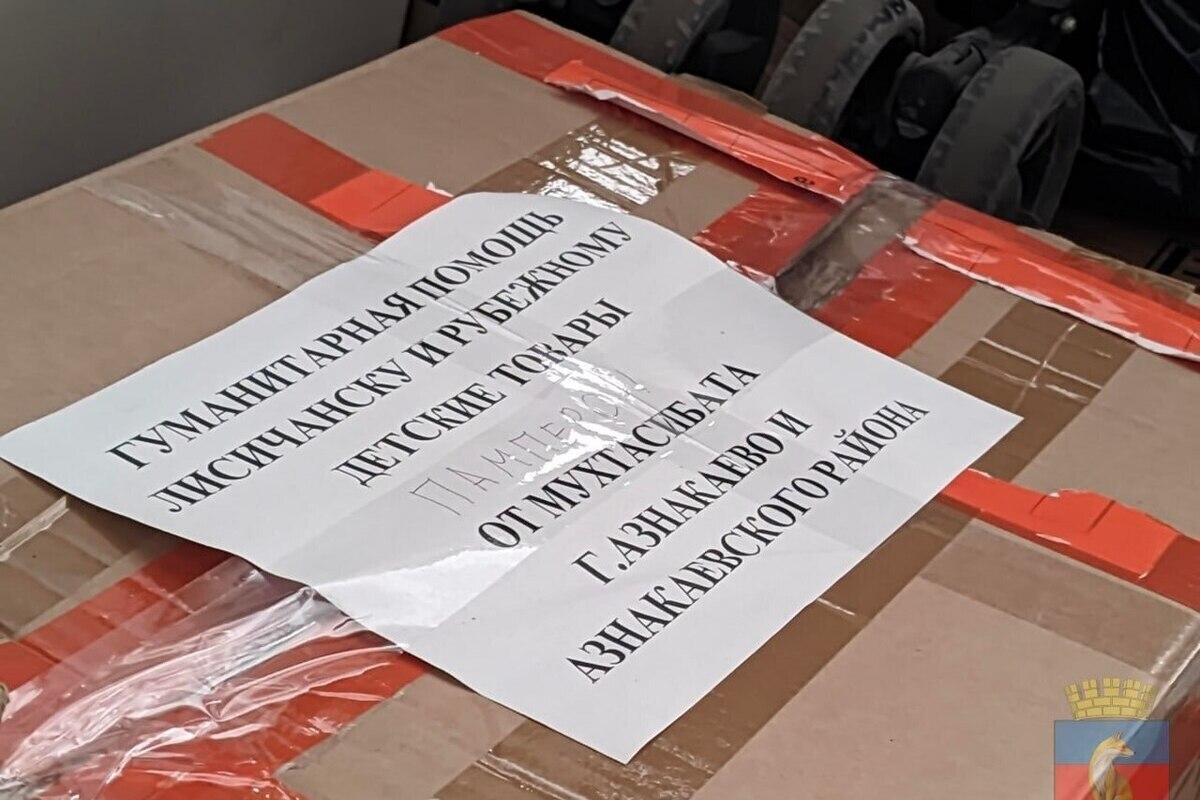 ГУМАНИТАРНАЯ ПОМОЩЬ
ЛИСИЧАНСКУ И РУБЕЖНОМУ
ДЕТСКИЕ ТОВАРЫ
ПАМПЕРСЫ
ОТ МУХТАСИБАТА
Г. АЗНАКАЕВО И
АЗНАКАЕВСКОГО РАЙОНА